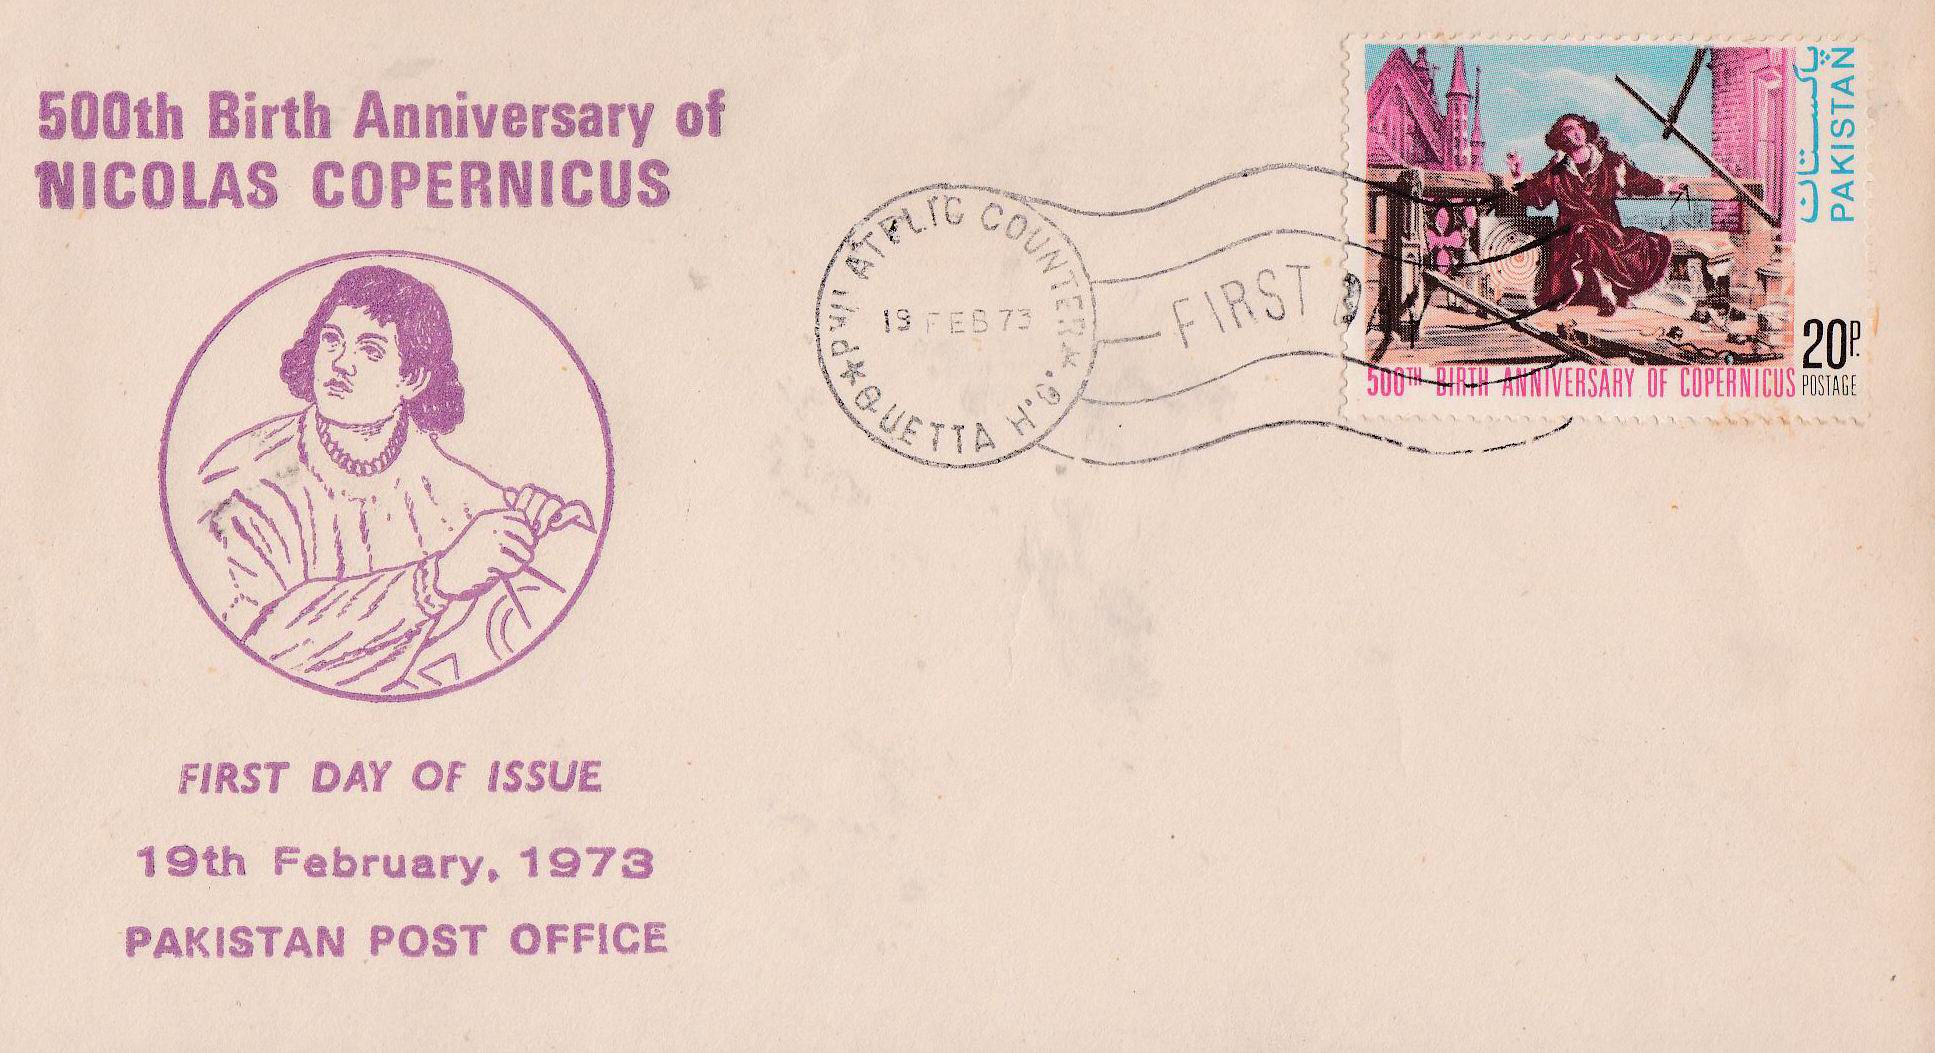 500th Birth Anniversary of
NICOLAS COPERNICUS
FIRST DAY OF ISSUE
19th February, 1973
PAKISTAN POST OFFICE
PHILATELIC COUNTER
19 FEB 73
QUETTA H.O.
FIRST
پاکستان
PAKISTAN
20P.
POSTAGE
500TH BIRTH ANNIVERSARY OF COPERNICUS